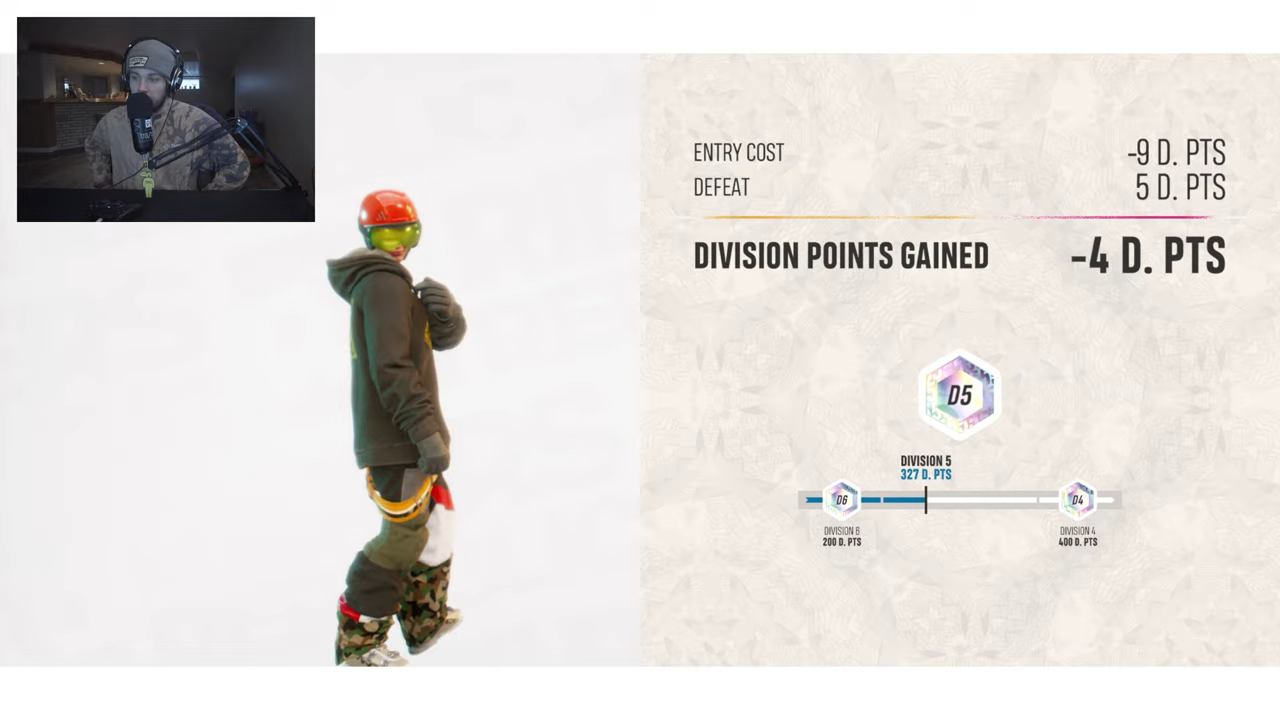 ENTRY COST -9 D. PTS
DEFEAT 5 D. PTS
DIVISION POINTS GAINED -4 D. PTS
D5
DIVISION 5
327 D. PTS
D6 D4
DIVISION 6 DIVISION 4
200 D. PTS 400 D. PTS